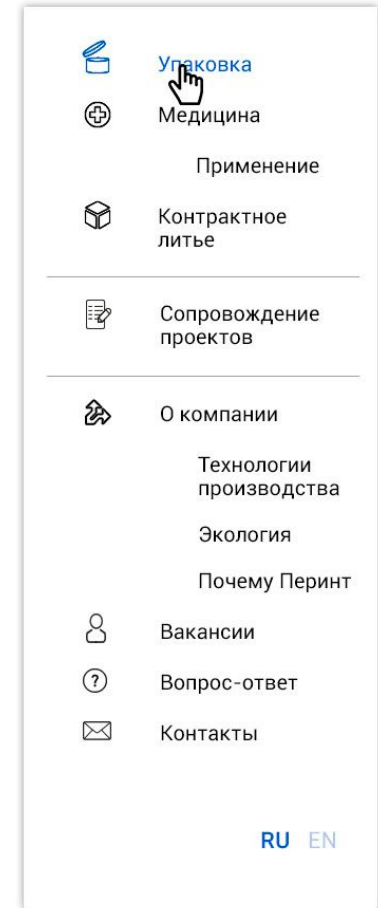 Упаковка
Медицина
Применение
Контрактное
литье
Сопровождение
проектов
О компании
Технологии
производства
Экология
Почему Перинт
Вакансии
Вопрос-ответ
Контакты
RU EN